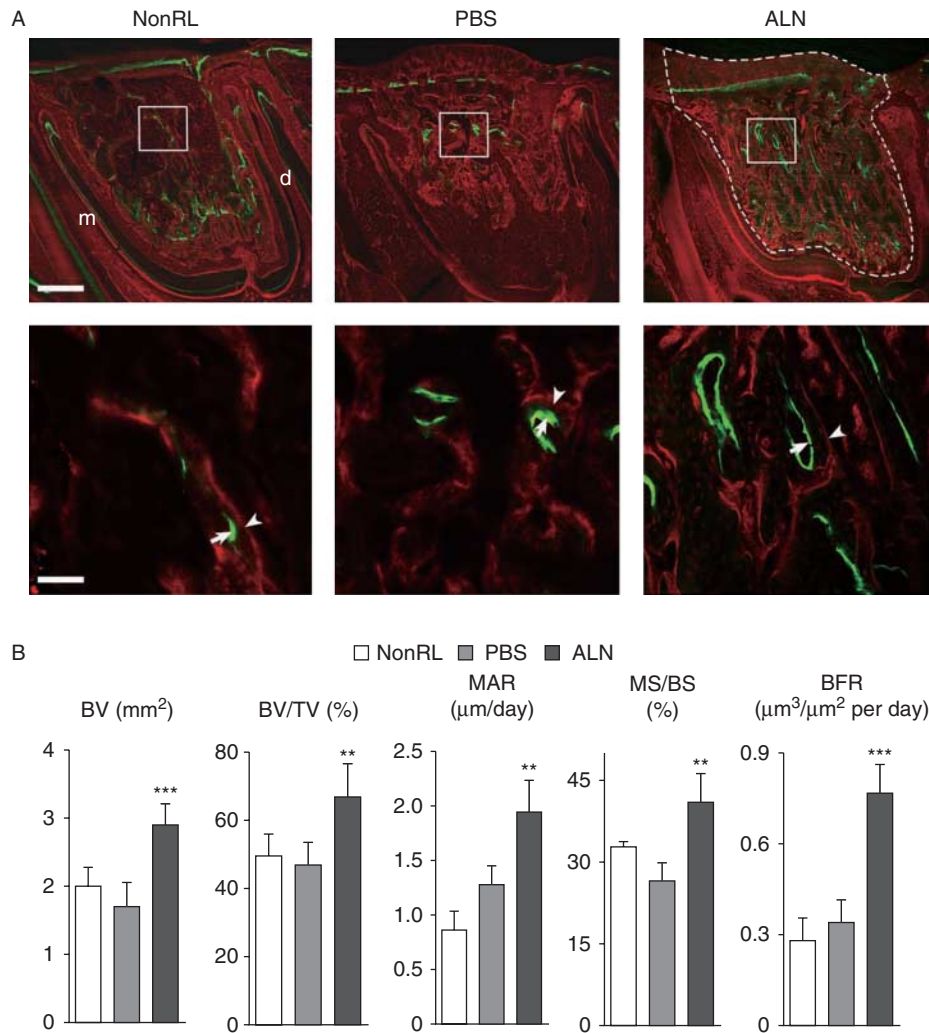 A
NonRL
PBS
ALN
m
d
B
NonRL PBS ALN
BV (mm²)
4
3
2
1
0
***
BV/TV (%)
80
60
40
20
0
**
MAR
(μm/day)
2.5
2.0
1.5
1.0
0.5
0.0
**
MS/BS
(%)
45
30
15
0
**
BFR
(μm³/μm² per day)
0.9
0.6
0.3
0
***